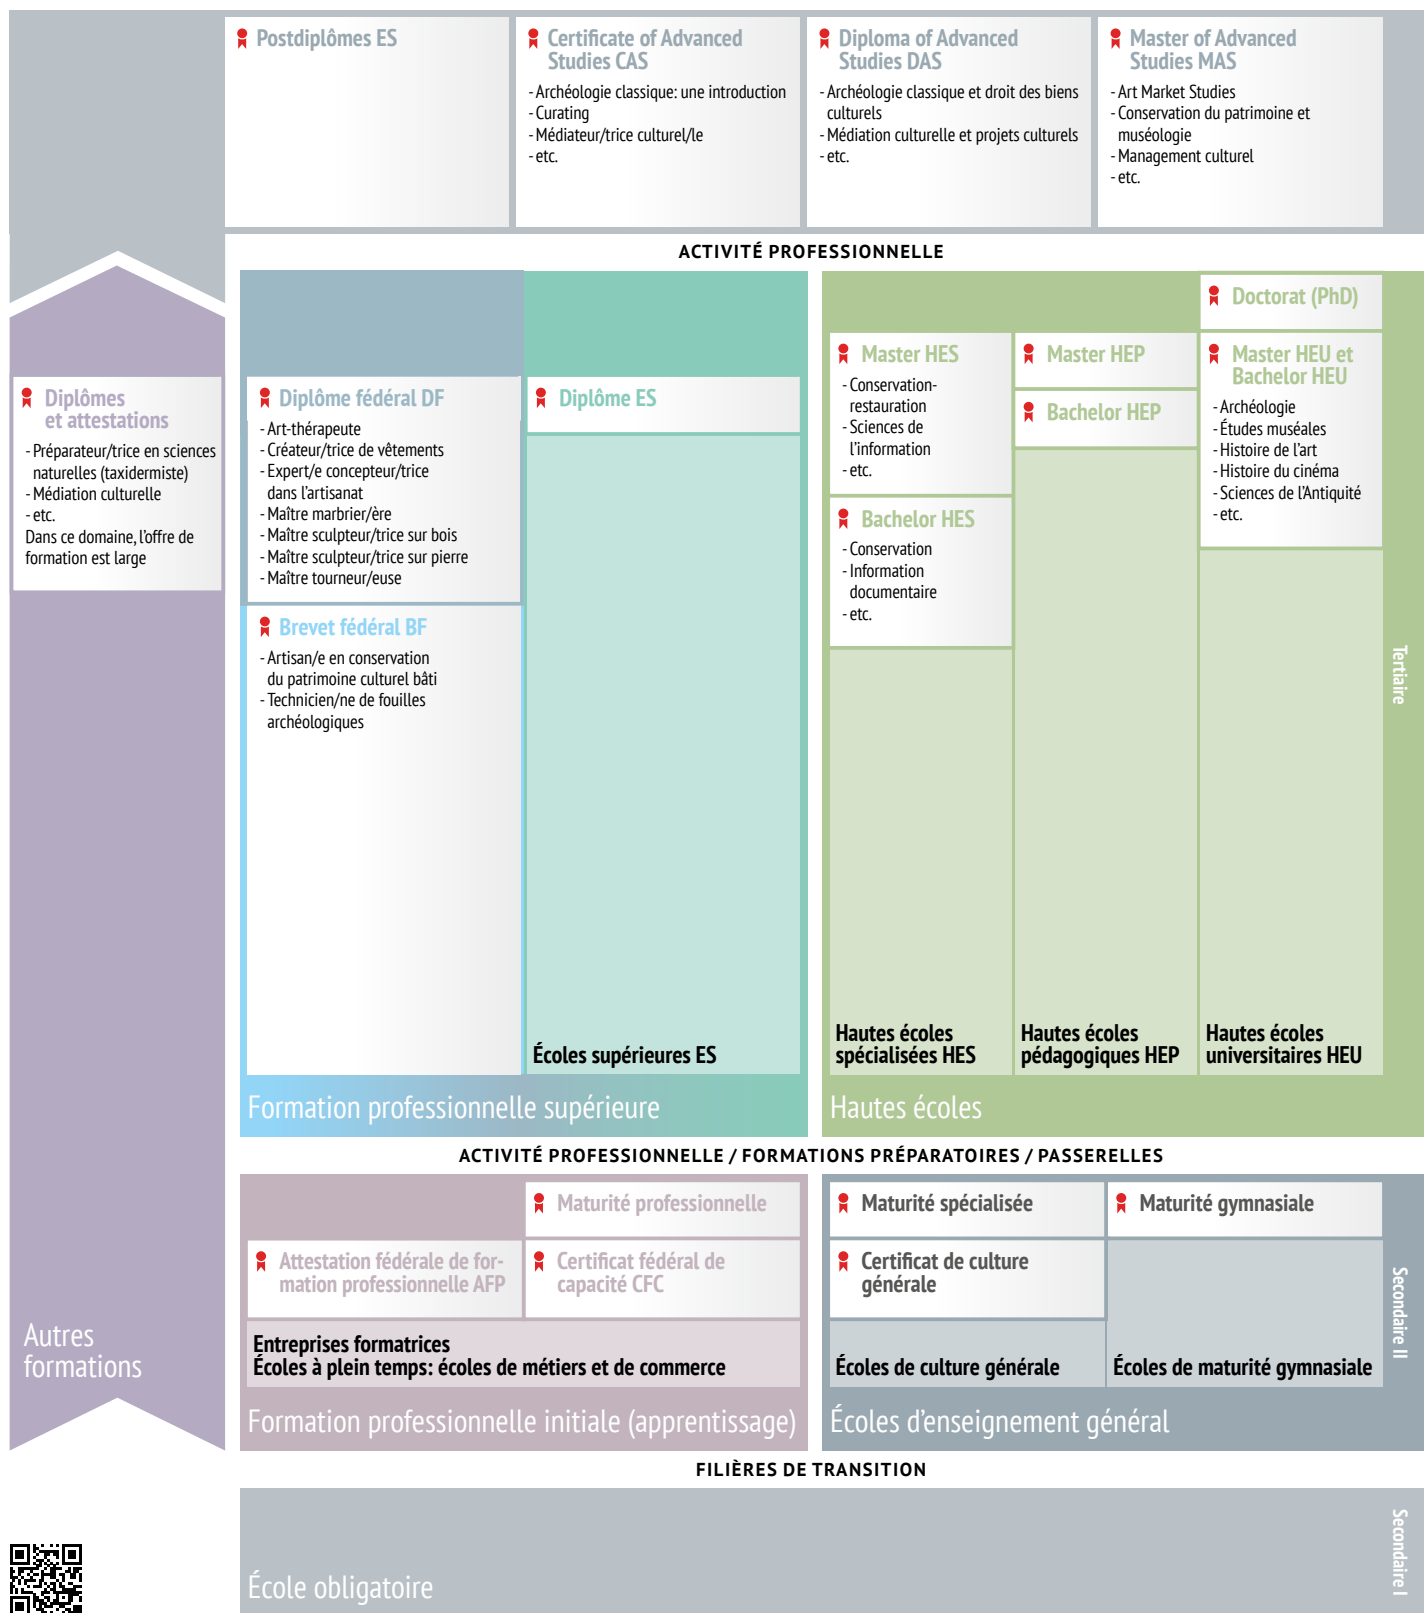 Postdiplômes ES
Certificate of Advanced
Studies CAS
- Archéologie classique: une introduction
- Curating
- Médiateur/trice culturel/le
- etc.
Diploma of Advanced
Studies DAS
- Archéologie classique et droit des biens
culturels
- Médiation culturelle et projets culturels
- etc.
Master of Advanced
Studies MAS
- Art Market Studies
- Conservation du patrimoine et
muséologie
- Management culturel
- etc.
ACTIVITÉ PROFESSIONNELLE
Diplômes
et attestations
- Préparateur/trice en sciences
naturelles (taxidermiste)
- Médiation culturelle
- etc.
Dans ce domaine, l'offre de
formation est large
Autres
formations
Diplôme fédéral DF
- Art-thérapeute
- Créateur/trice de vêtements
- Expert/e concepteur/trice
dans l'artisanat
- Maître marbrier/ère
- Maître sculpteur/trice sur bois
- Maître sculpteur/trice sur pierre
- Maître tourneur/euse
Brevet fédéral BF
- Artisan/e en conservation
du patrimoine culturel bâti
- Technicien/ne de fouilles
archéologiques
Diplôme ES
Écoles supérieures ES
Formation professionnelle supérieure
Master HES
- Conservation-
restauration
- Sciences de
l'information
- etc.
Bachelor HES
- Conservation
- Information
documentaire
- etc.
Hautes écoles
spécialisées HES
Master HEP
Bachelor HEP
Hautes écoles
pédagogiques HEP
Doctorat (PhD)
Master HEU et
Bachelor HEU
- Archéologie
- Études muséales
- Histoire de l'art
- Histoire du cinéma
- Sciences de l'Antiquité
- etc.
Hautes écoles
universitaires HEU
Hautes écoles
Tertiaire
ACTIVITÉ PROFESSIONNELLE / FORMATIONS PRÉPARATOIRES / PASSERELLES
Maturité professionnelle
Attestation fédérale de for-
mation professionnelle AFP
Certificat fédéral de
capacité CFC
Entreprises formatrices
Écoles à plein temps: écoles de métiers et de commerce
Formation professionnelle initiale (apprentissage)
Maturité spécialisée
Certificat de culture
générale
Écoles de culture générale
Maturité gymnasiale
Écoles de maturité gymnasiale
Écoles d'enseignement général
Secondaire II
FILIÈRES DE TRANSITION
École obligatoire
Secondaire I